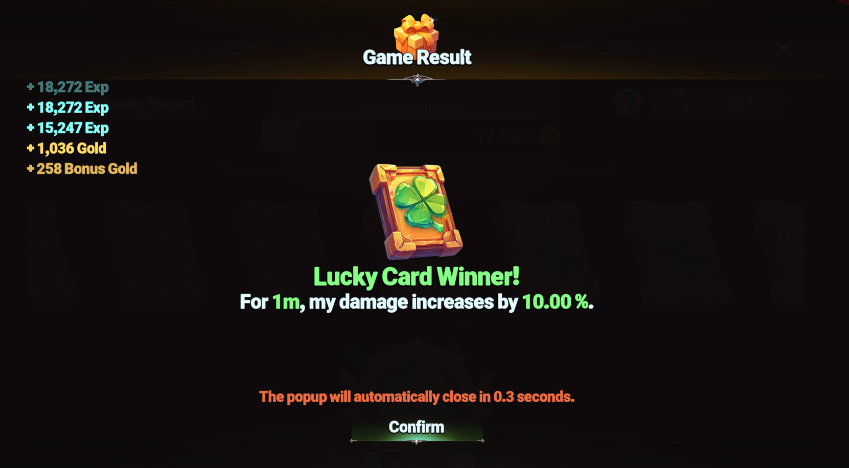 Game Result
+ 18,272 Exp
+ 18,272 Exp
+ 15,247 Exp
+ 1,036 Gold
+ 258 Bonus Gold
17,085
Lucky Card Winner!
For 1m, my damage increases by 10.00 %.
The popup will automatically close in 0.3 seconds.
Confirm